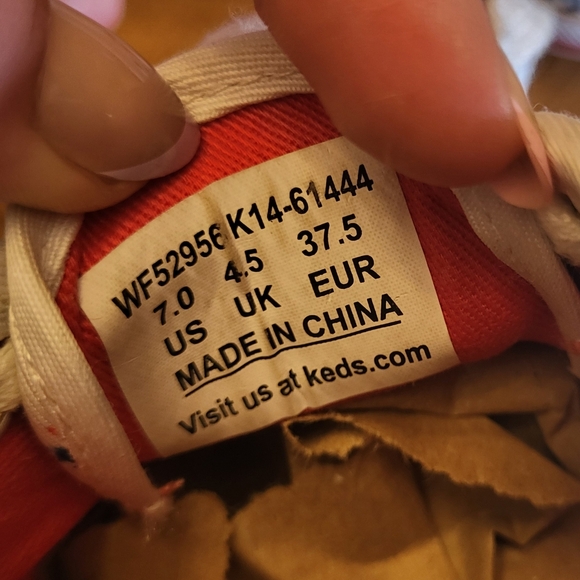 WF52956 K14-61444
7.0 4.5 37.5
US UK EUR
MADE IN CHINA
Visit us at keds.com